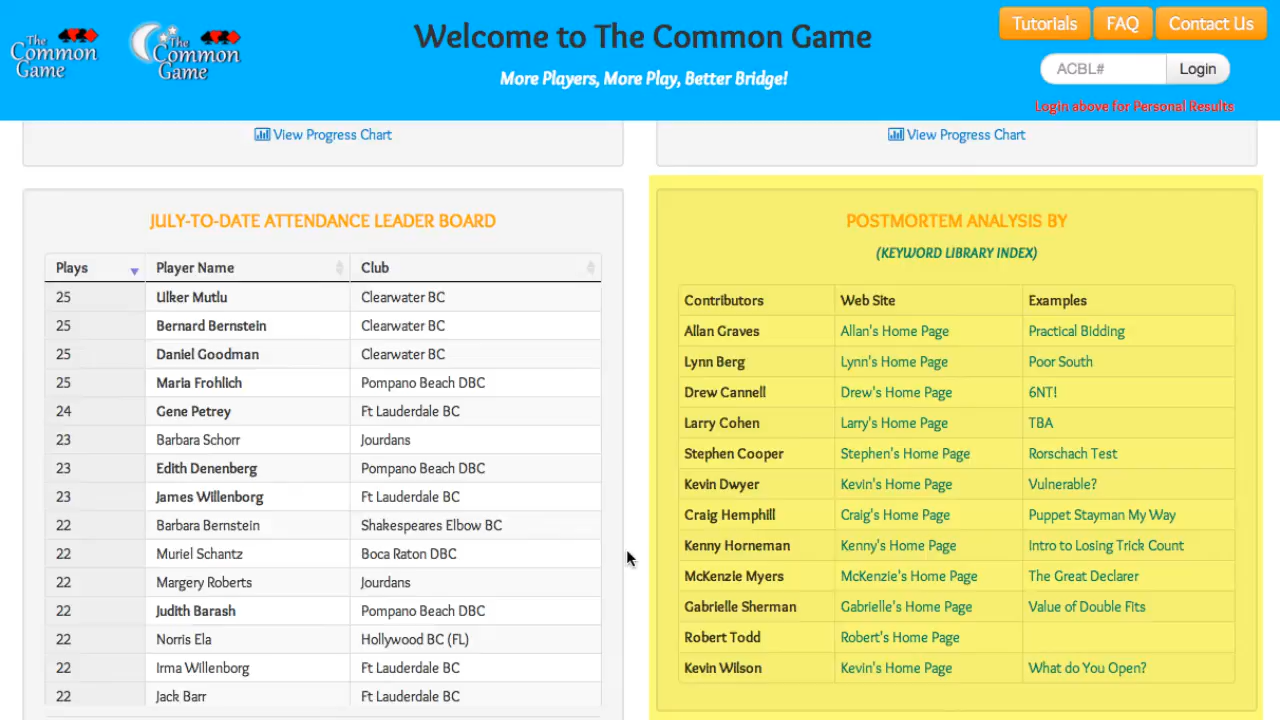 The Common Game
The Common Game
Welcome to The Common Game
More Players, More Play, Better Bridge!
Tutorials
FAQ
Contact Us
ACBL#
Login
Login above for Personal Results
View Progress Chart
View Progress Chart
JULY-TO-DATE ATTENDANCE LEADER BOARD
Plays Player Name Club
25 Ulker Mutlu Clearwater BC
25 Bernard Bernstein Clearwater BC
25 Daniel Goodman Clearwater BC
25 Maria Frohlich Pompano Beach DBC
24 Gene Petrey Ft Lauderdale BC
23 Barbara Schorr Jourdans
23 Edith Denenberg Pompano Beach DBC
23 James Willenborg Ft Lauderdale BC
22 Barbara Bernstein Shakespeares Elbow BC
22 Muriel Schantz Boca Raton DBC
22 Margery Roberts Jourdans
22 Judith Barash Pompano Beach DBC
22 Norris Ela Hollywood BC (FL)
22 Irma Willenborg Ft Lauderdale BC
22 Jack Barr Ft Lauderdale BC
POSTMORTEM ANALYSIS BY
(KEYWORD LIBRARY INDEX)
Contributors Web Site Examples
Allan Graves Allan's Home Page Practical Bidding
Lynn Berg Lynn's Home Page Poor South
Drew Cannell Drew's Home Page 6NT!
Larry Cohen Larry's Home Page TBA
Stephen Cooper Stephen's Home Page Rorschach Test
Kevin Dwyer Kevin's Home Page Vulnerable?
Craig Hemphill Craig's Home Page Puppet Stayman My Way
Kenny Horneman Kenny's Home Page Intro to Losing Trick Count
McKenzie Myers McKenzie's Home Page The Great Declarer
Gabrielle Sherman Gabrielle's Home Page Value of Double Fits
Robert Todd Robert's Home Page
Kevin Wilson Kevin's Home Page What do You Open?